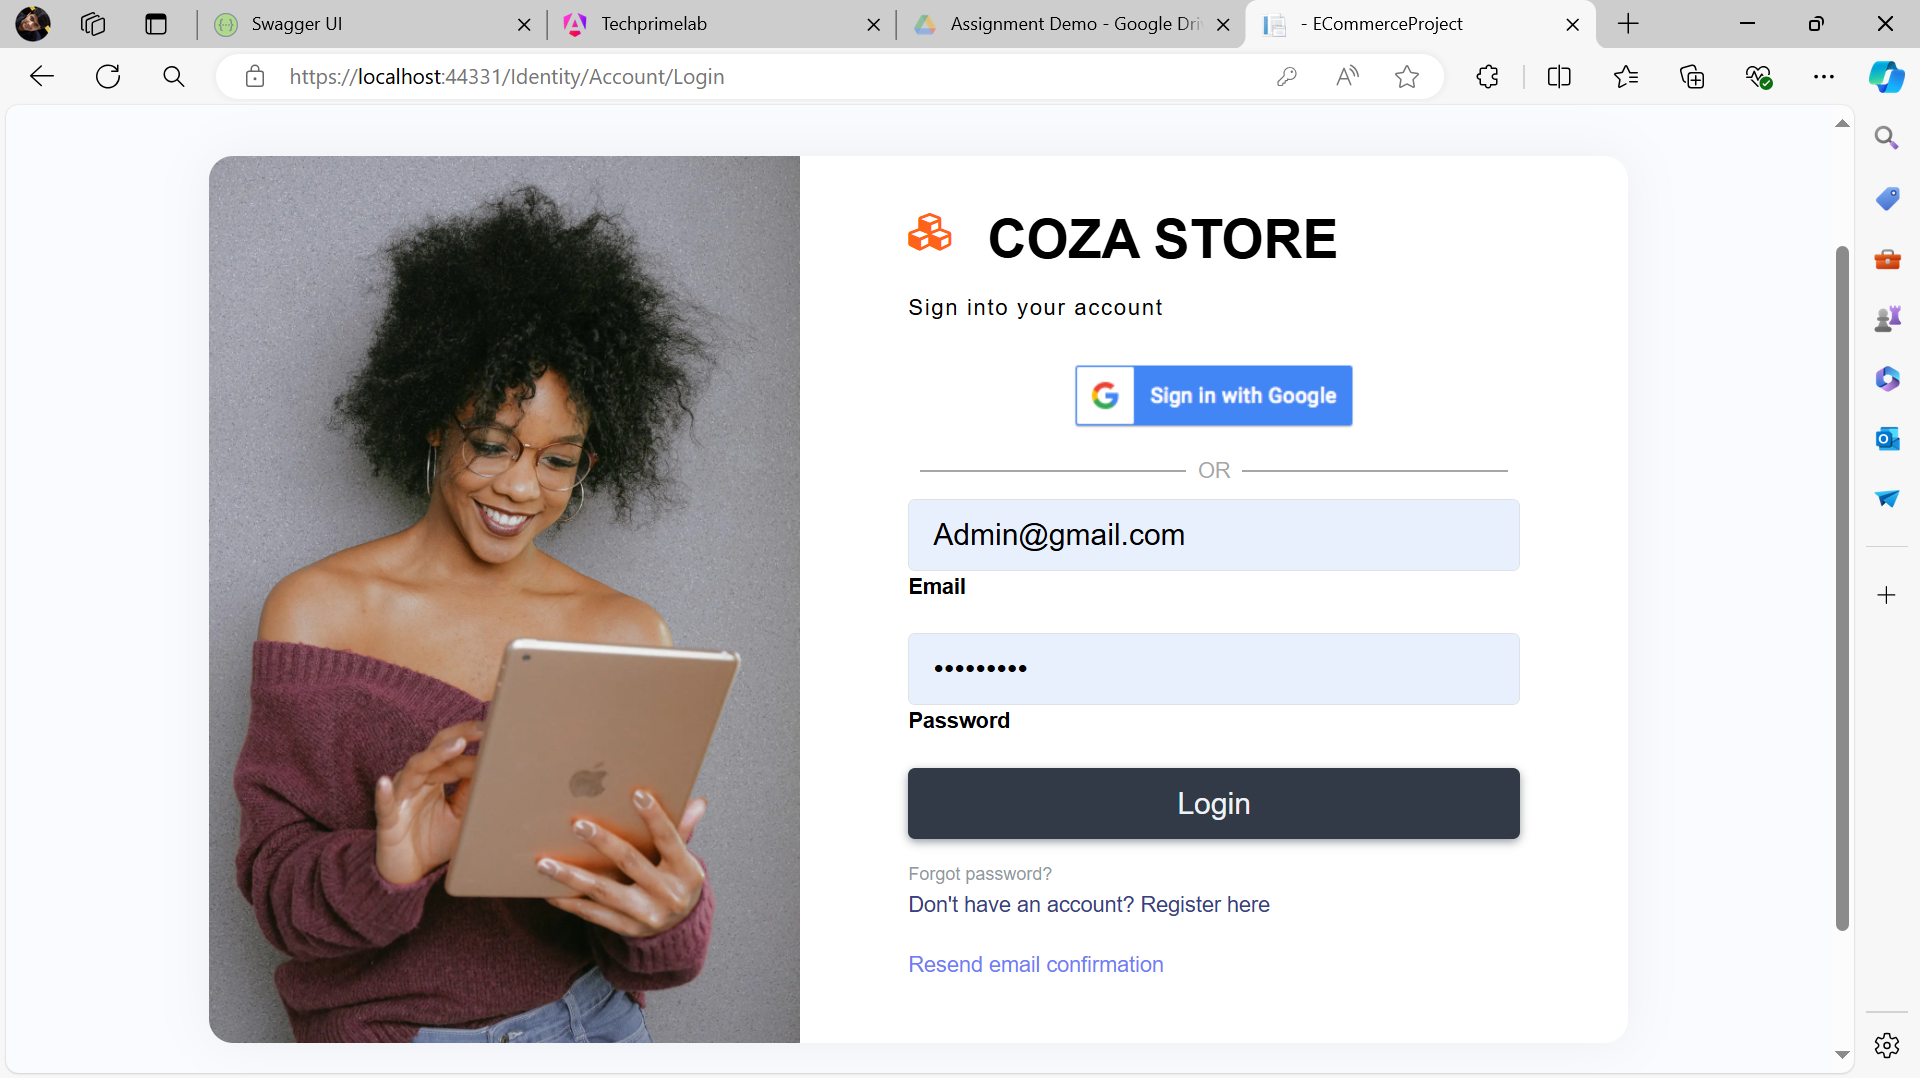 Swagger UI
Techprimelab
Assignment Demo - Google Dri
- ECommerceProject
https://localhost:44331/Identity/Account/Login
COZA STORE
Sign into your account
Sign in with Google
OR
Admin@gmail.com
Email
•••••••••
Password
Login
Forgot password?
Don't have an account? Register here
Resend email confirmation